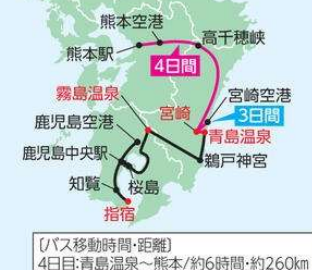 熊本空港
高千穂峡
熊本駅
4日間
霧島温泉
宮崎
宮崎空港
3日間
鹿児島空港
青島温泉
鹿児島中央駅
鵜戸神宮
知覧
桜島
指宿
〔バス移動時間・距離〕
4日目:青島温泉~熊本/約6時間・約260km